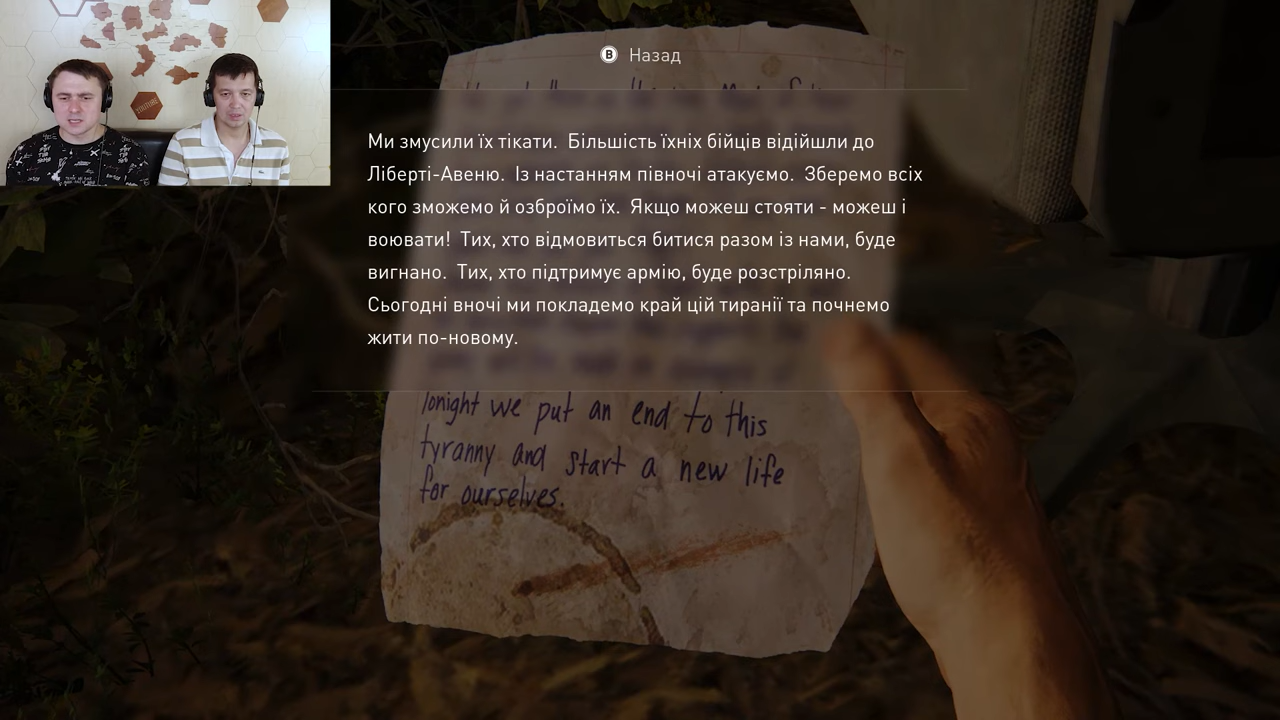 Назад
Ми змусили їх тікати. Більшість їхніх бійців відійшли до
Ліберті-Авеню. Із настанням півночі атакуємо. Зберемо всіх
кого зможемо й озброїмо їх. Якщо можеш стояти - можеш і
воювати! Тих, хто відмовиться битися разом із нами, буде
вигнано. Тих, хто підтримує армію, буде розстріляно.
Сьогодні вночі ми покладемо край цій тиранії та почнемо
жити по-новому.
Tonight we put an end to this
tyranny and start a new life
for ourselves.